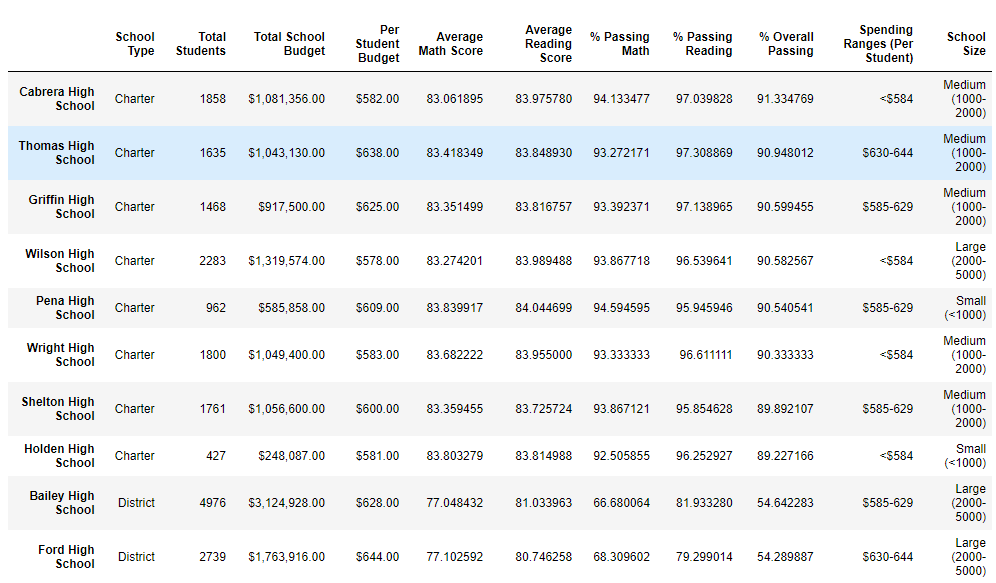 School Type Total Students Total School Budget Per Student Budget Average Math Score Average Reading Score % Passing Math % Passing Reading % Overall Passing Spending Ranges (Per Student) School Size
Cabrera High School Charter 1858 $1,081,356.00 $582.00 83.061895 83.975780 94.133477 97.039828 91.334769 <$584 Medium (1000-2000)
Thomas High School Charter 1635 $1,043,130.00 $638.00 83.418349 83.848930 93.272171 97.308869 90.948012 $630-644 Medium (1000-2000)
Griffin High School Charter 1468 $917,500.00 $625.00 83.351499 83.816757 93.392371 97.138965 90.599455 $585-629 Medium (1000-2000)
Wilson High School Charter 2283 $1,319,574.00 $578.00 83.274201 83.989488 93.867718 96.539641 90.582567 <$584 Large (2000-5000)
Pena High School Charter 962 $585,858.00 $609.00 83.839917 84.044699 94.594595 95.945946 90.540541 $585-629 Small (<1000)
Wright High School Charter 1800 $1,049,400.00 $583.00 83.682222 83.955000 93.333333 96.611111 90.333333 <$584 Medium (1000-2000)
Shelton High School Charter 1761 $1,056,600.00 $600.00 83.359455 83.725724 93.867121 95.854628 89.892107 $585-629 Medium (1000-2000)
Holden High School Charter 427 $248,087.00 $581.00 83.803279 83.814988 92.505855 96.252927 89.227166 <$584 Small (<1000)
Bailey High School District 4976 $3,124,928.00 $628.00 77.048432 81.033963 66.680064 81.933280 54.642283 $585-629 Large (2000-5000)
Ford High School District 2739 $1,763,916.00 $644.00 77.102592 80.746258 68.309602 79.299014 54.289887 $630-644 Large (2000-5000)